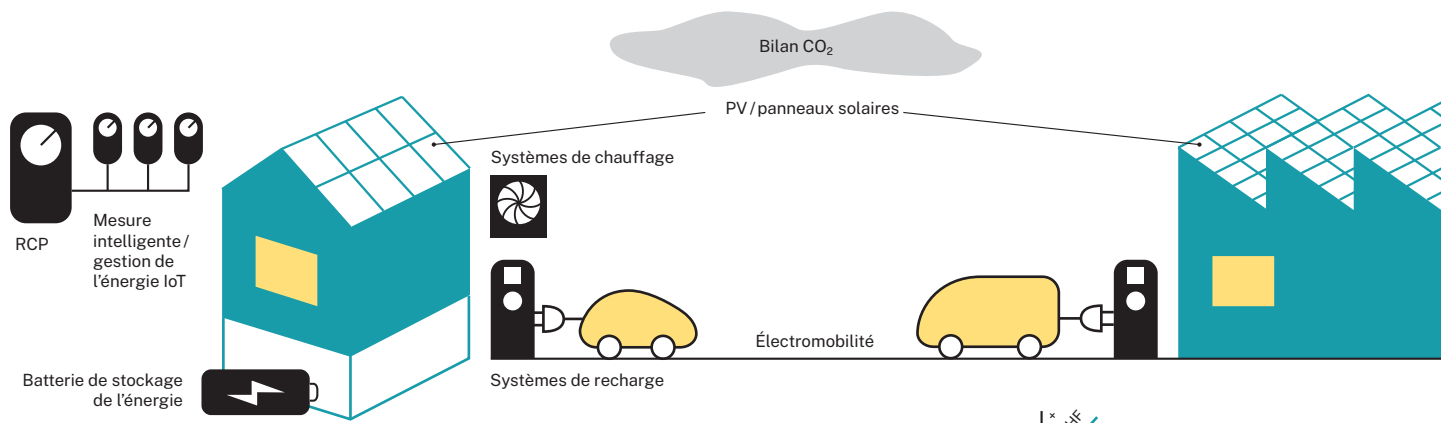 Bilan CO₂
PV/panneaux solaires
Systèmes de chauffage
RCP
Mesure
intelligente/
gestion de
l'énergie IoT
Électromobilité
Batterie de stockage
de l'énergie
Systèmes de recharge
HF